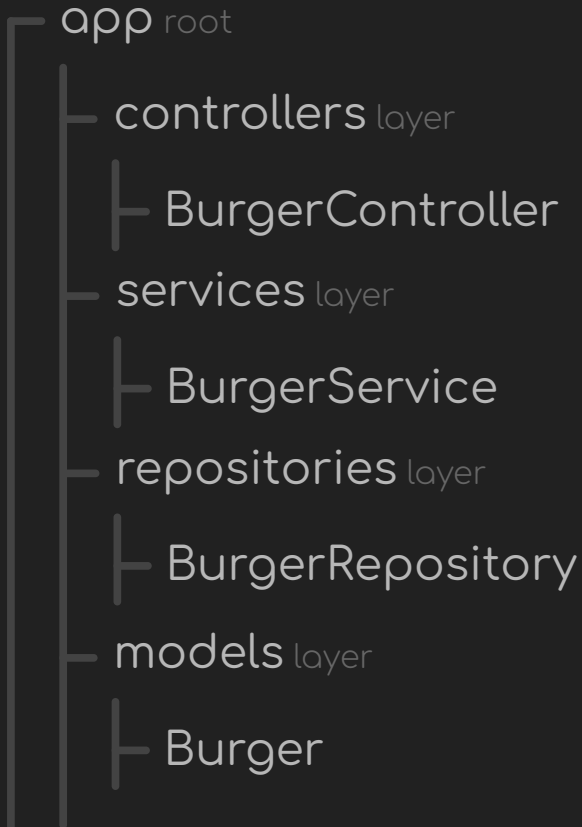 app root
controllers layer
BurgerController
services layer
BurgerService
repositories layer
BurgerRepository
models layer
Burger